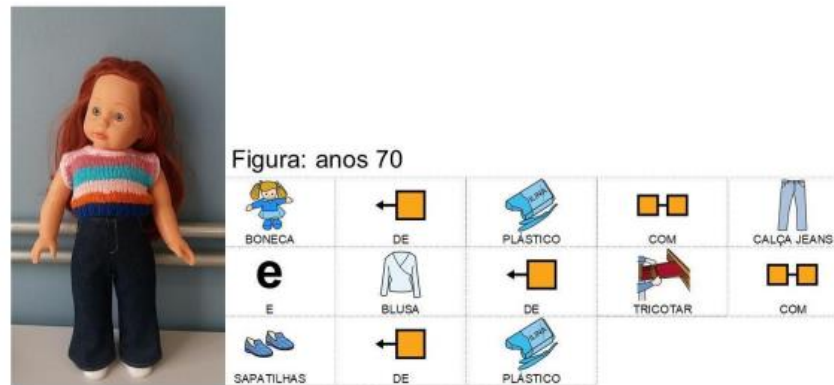 Figura: anos 70
BONECA DE PLÁSTICO COM CALÇA JEANS
e
E BLUSA DE TRICOTAR COM
SAPATILHAS DE PLÁSTICO